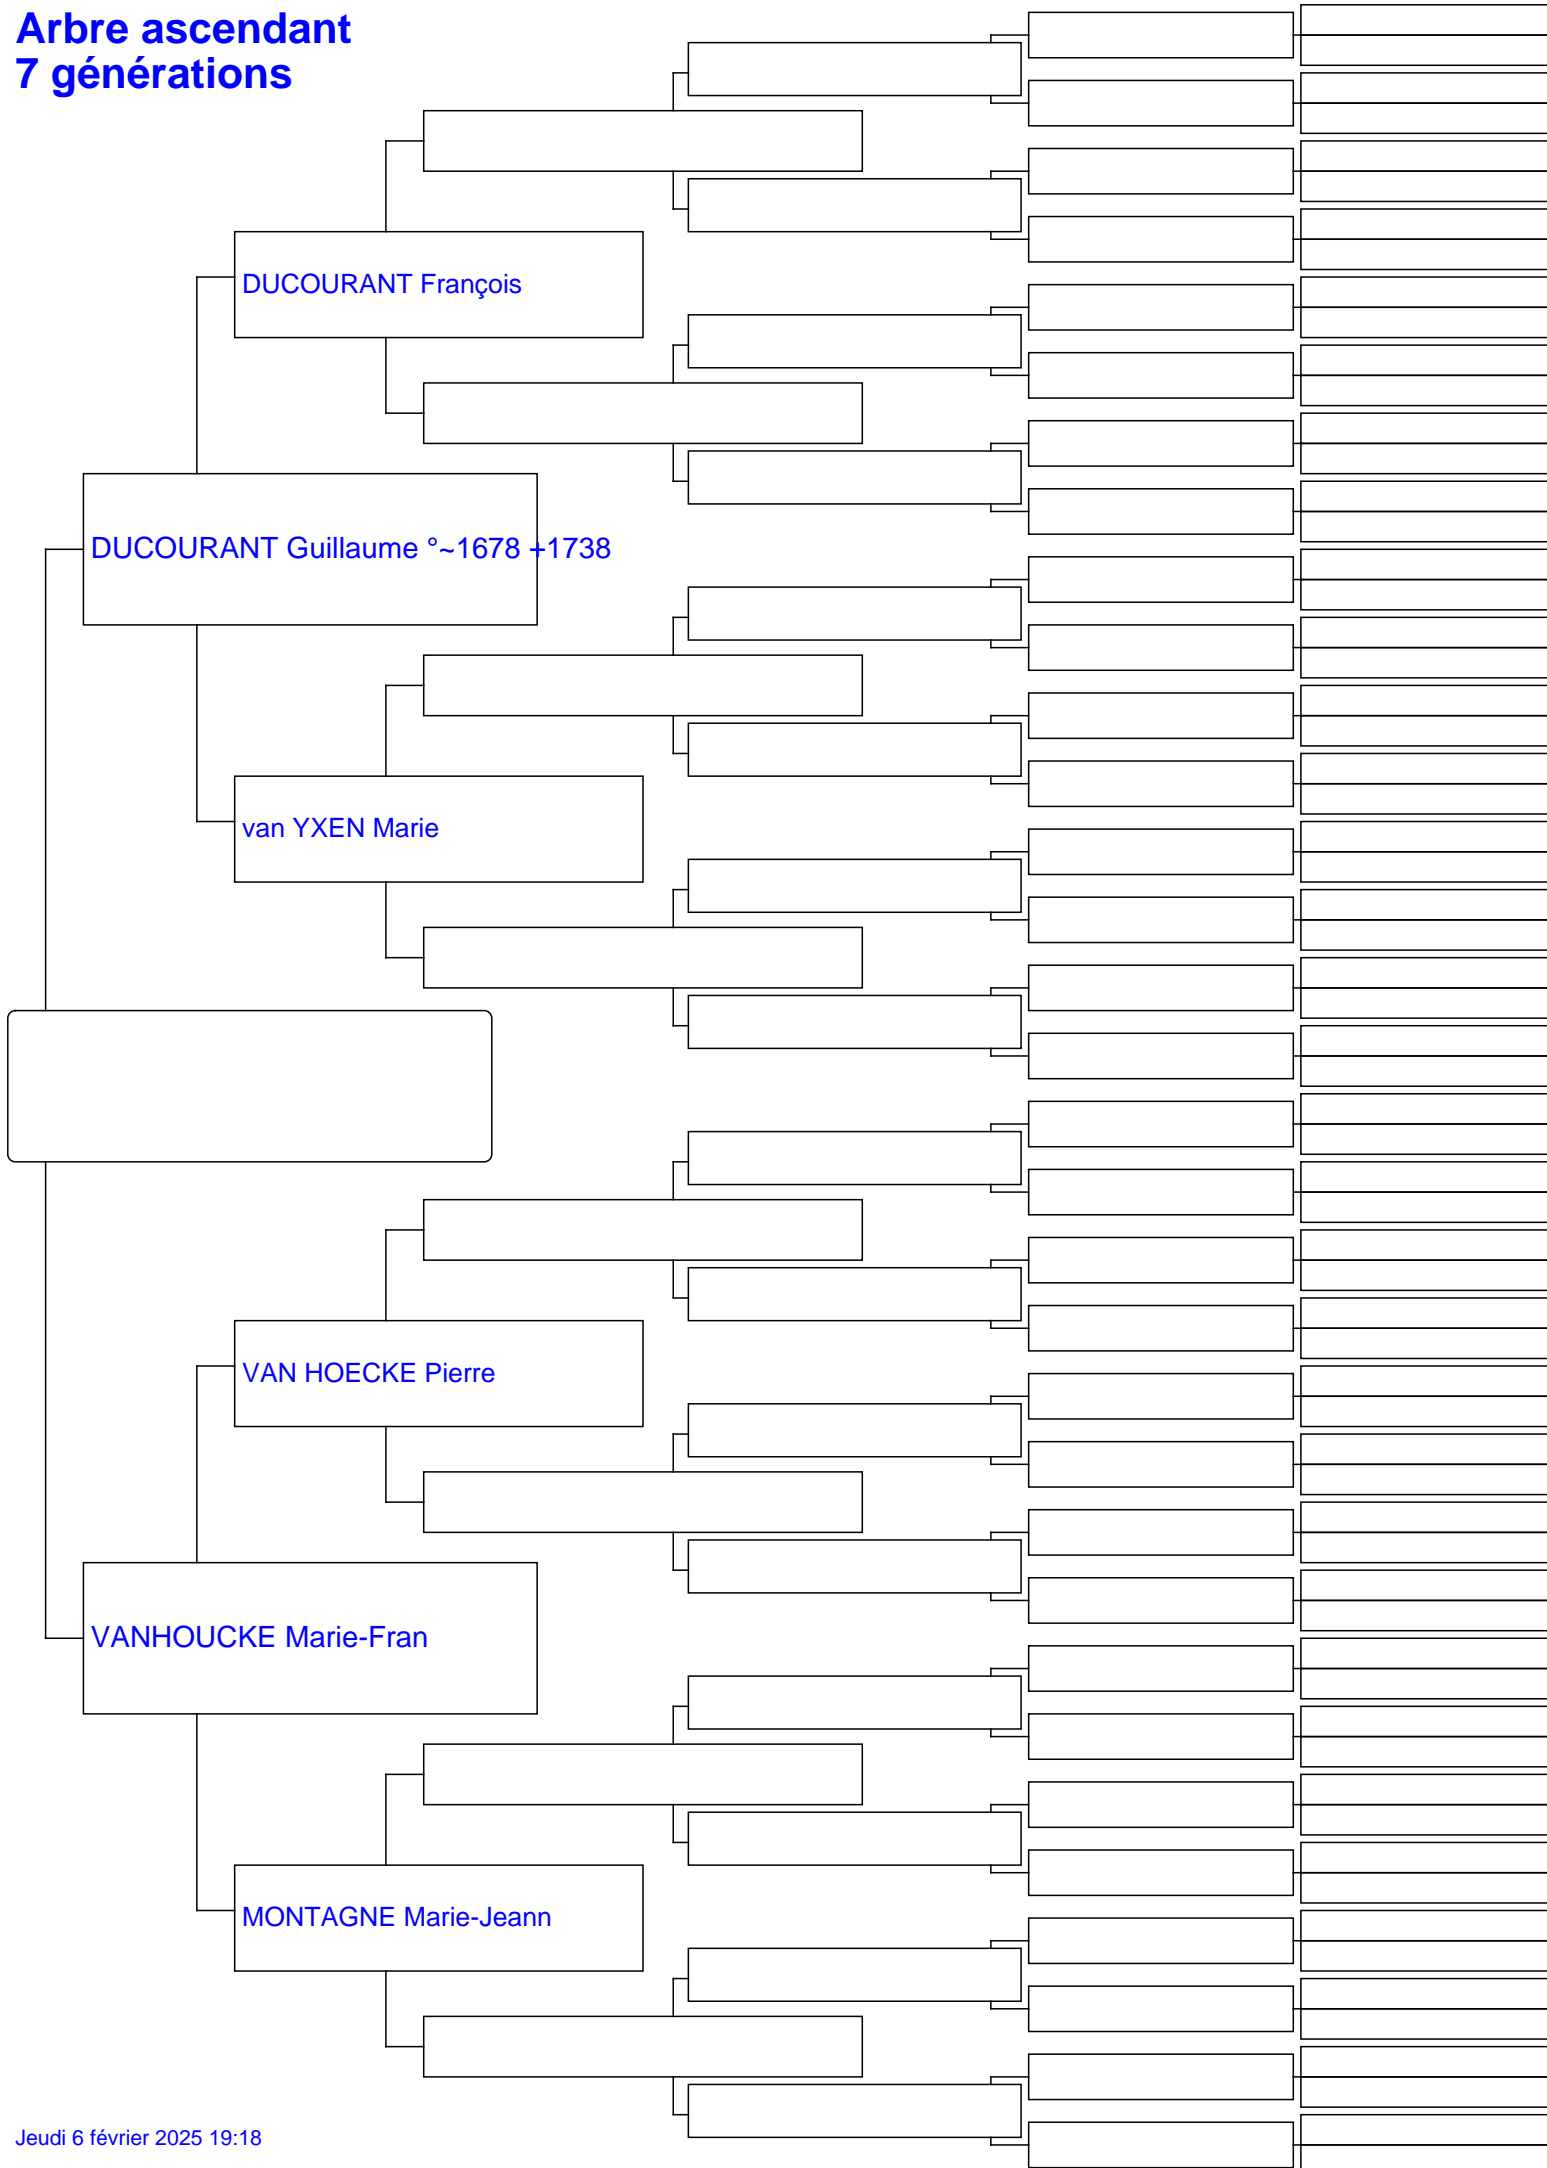 Arbre ascendant
7 générations
DUCOURANT François
DUCOURANT Guillaume °~1678 +1738
van YXEN Marie
VAN HOECKE Pierre
VANHOUCKE Marie-Fran
MONTAGNE Marie-Jeann
Jeudi 6 février 2025 19:18